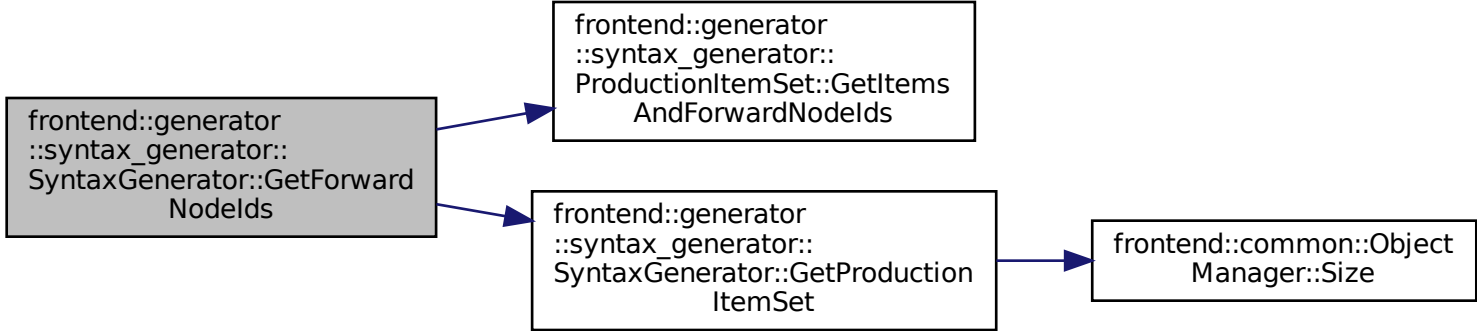 frontend::generator
::syntax_generator::
ProductionItemSet::GetItems
AndForwardNodeIds
frontend::generator
::syntax_generator::
SyntaxGenerator::GetForward
NodeIds
frontend::generator
::syntax_generator::
SyntaxGenerator::GetProduction
ItemSet
frontend::common::Object
Manager::Size